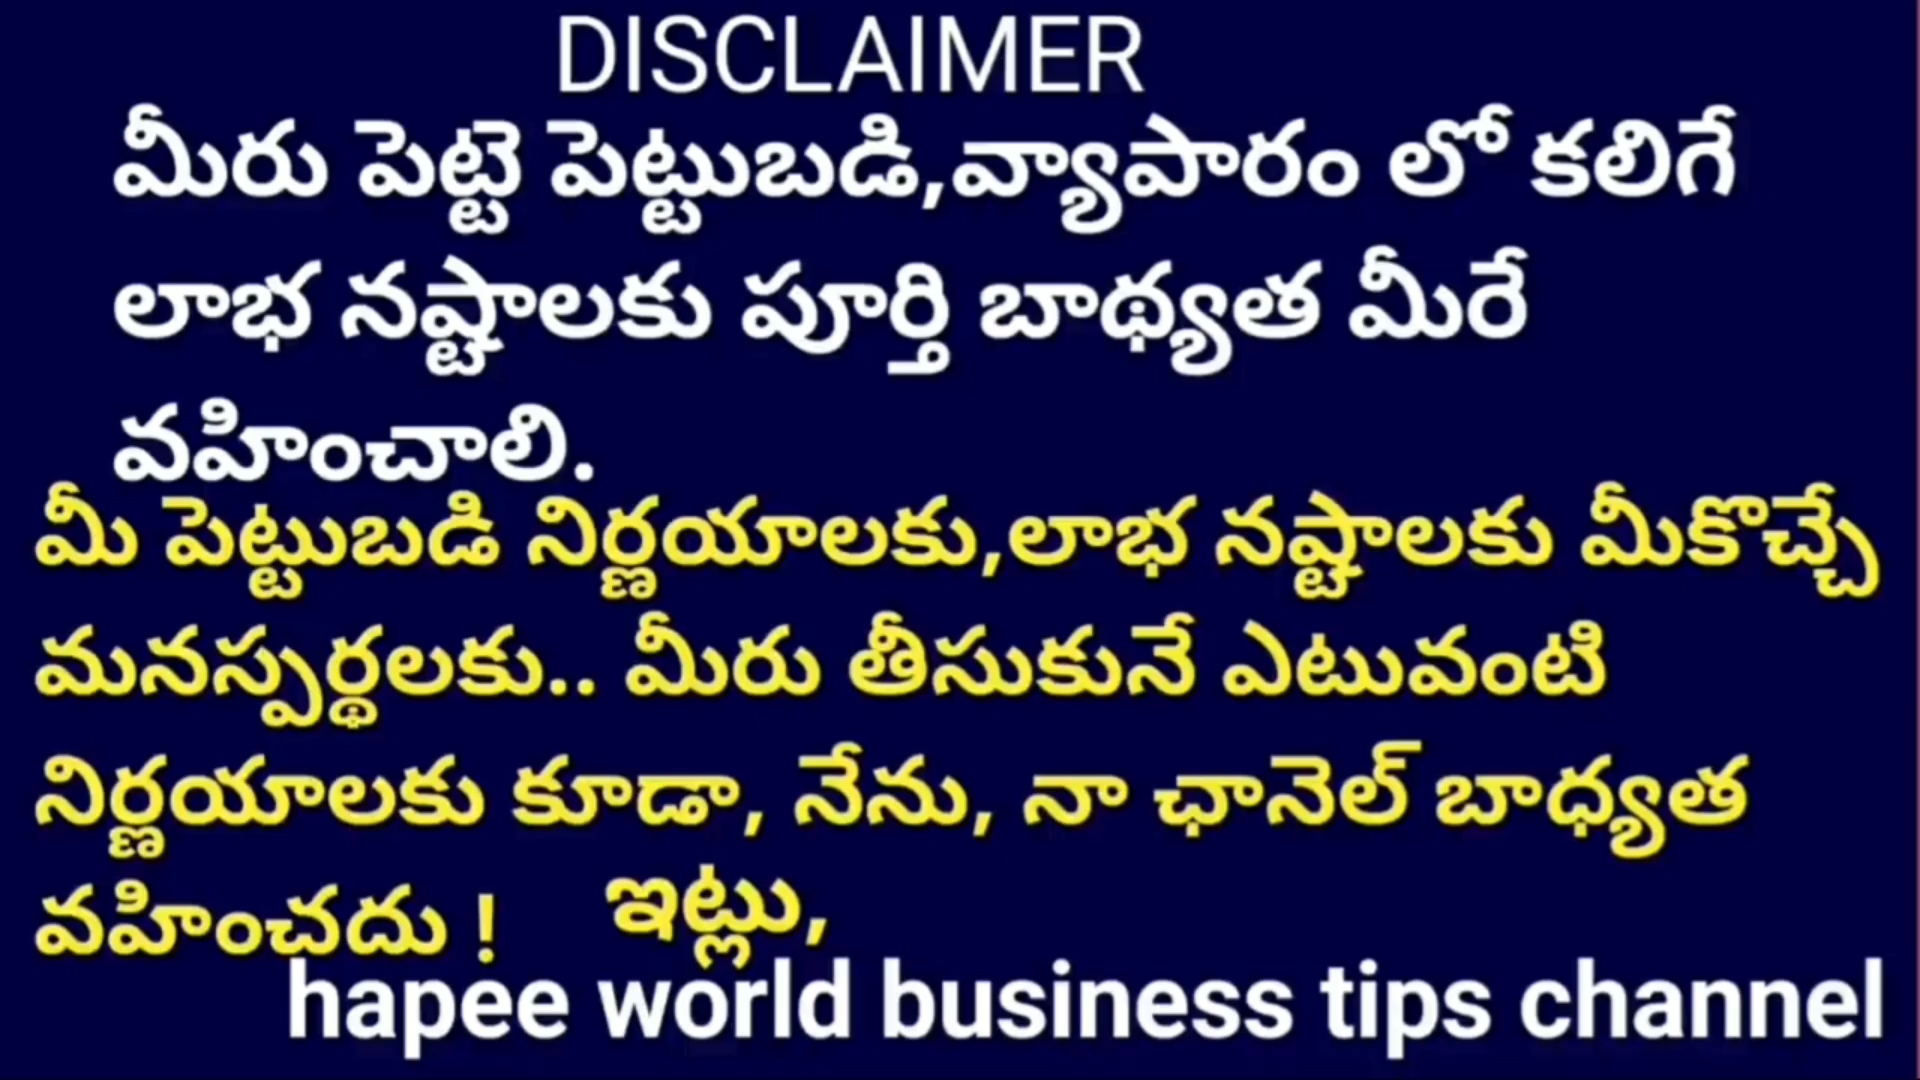 DISCLAIMER
మీరు పెట్టె పెట్టుబడి,వ్యాపారం లో కలిగే
లాభ నష్టాలకు పూర్తి బాథ్యత మీరే
వహించాలి.
మీ పెట్టుబడి నిర్ణయాలకు,లాభ నష్టాలకు మీకొచ్చే
మనస్పర్థలకు.. మీరు తీసుకునే ఎటువంటి
నిర్ణయాలకు కూడా, నేను, నా ఛానెల్ బాధ్యత
వహించదు ! ఇట్లు,
hapee world business tips channel